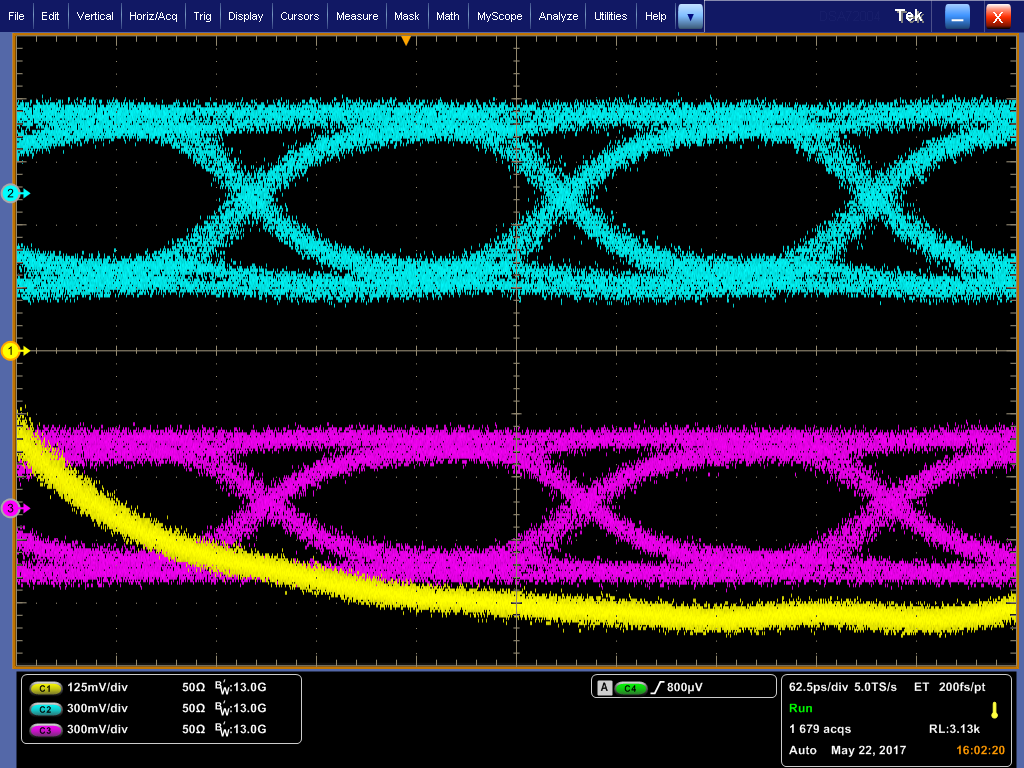 File Edit Vertical Horiz/Acq Trig Display Cursors Measure Mask Math MyScope Analyze Utilities Help Tek X
2
1
3
C1 125mV/div 50Ω BW:13.0G
C2 300mV/div 50Ω BW:13.0G
C3 300mV/div 50Ω BW:13.0G
A C4 800µV
62.5ps/div 5.0TS/s ET 200fs/pt
Run
1 679 acqs RL:3.13k
Auto May 22, 2017 16:02:20